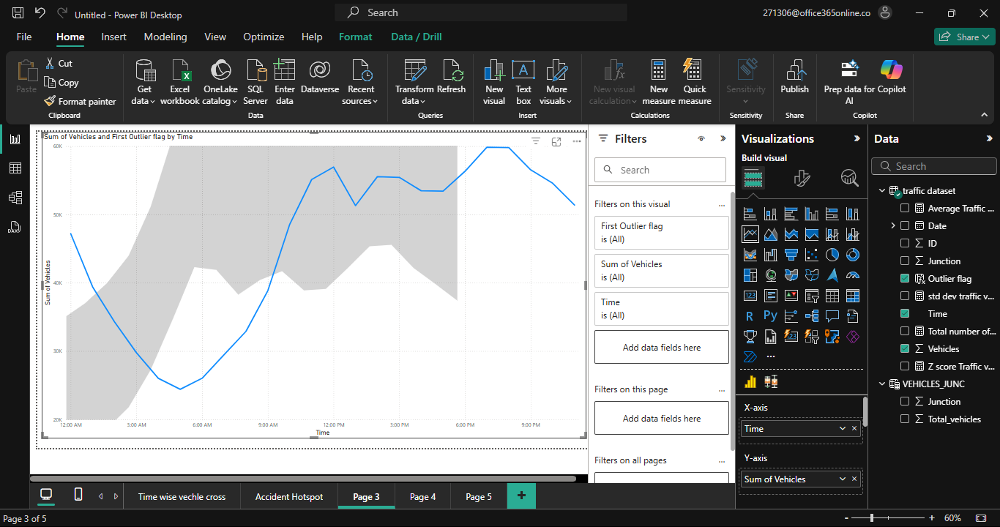 Untitled - Power BI Desktop
Search
271306@office365online.co
File Home Insert Modeling View Optimize Help Format Data / Drill
Share
Paste
Cut
Copy
Format painter
Clipboard
Get data
Excel workbook
OneLake catalog
SQL Server
Enter data
Dataverse
Recent sources
Data
Transform data
Refresh
Queries
New visual
Text box
More visuals
Insert
New visual calculation
New measure
Quick measure
Calculations
Sensitivity
Sensitivity
Publish
Share
Prep data for AI
Copilot
Copilot
DAX
Sum of Vehicles and First Outlier flag by Time
60K
50K
40K
30K
20K
Sum of Vehicles
12:00 AM 3:00 AM 6:00 AM 9:00 AM 12:00 PM 3:00 PM 6:00 PM 9:00 PM
Time
Filters
Search
Filters on this visual
First Outlier flag
is (All)
Sum of Vehicles
is (All)
Time
is (All)
Add data fields here
Filters on this page
Add data fields here
Filters on all pages
Visualizations
Build visual
123
R Py
123
X-axis
Time
Y-axis
Sum of Vehicles
Data
Search
traffic dataset
Average Traffic ...
Date
ID
Junction
Outlier flag
std dev traffic v...
Time
Total number of...
Vehicles
Z score Traffic v...
VEHICLES_JUNC
Junction
Total_vehicles
Time wise vechle cross
Accident Hotspot
Page 3
Page 4
Page 5
Page 3 of 5
60%